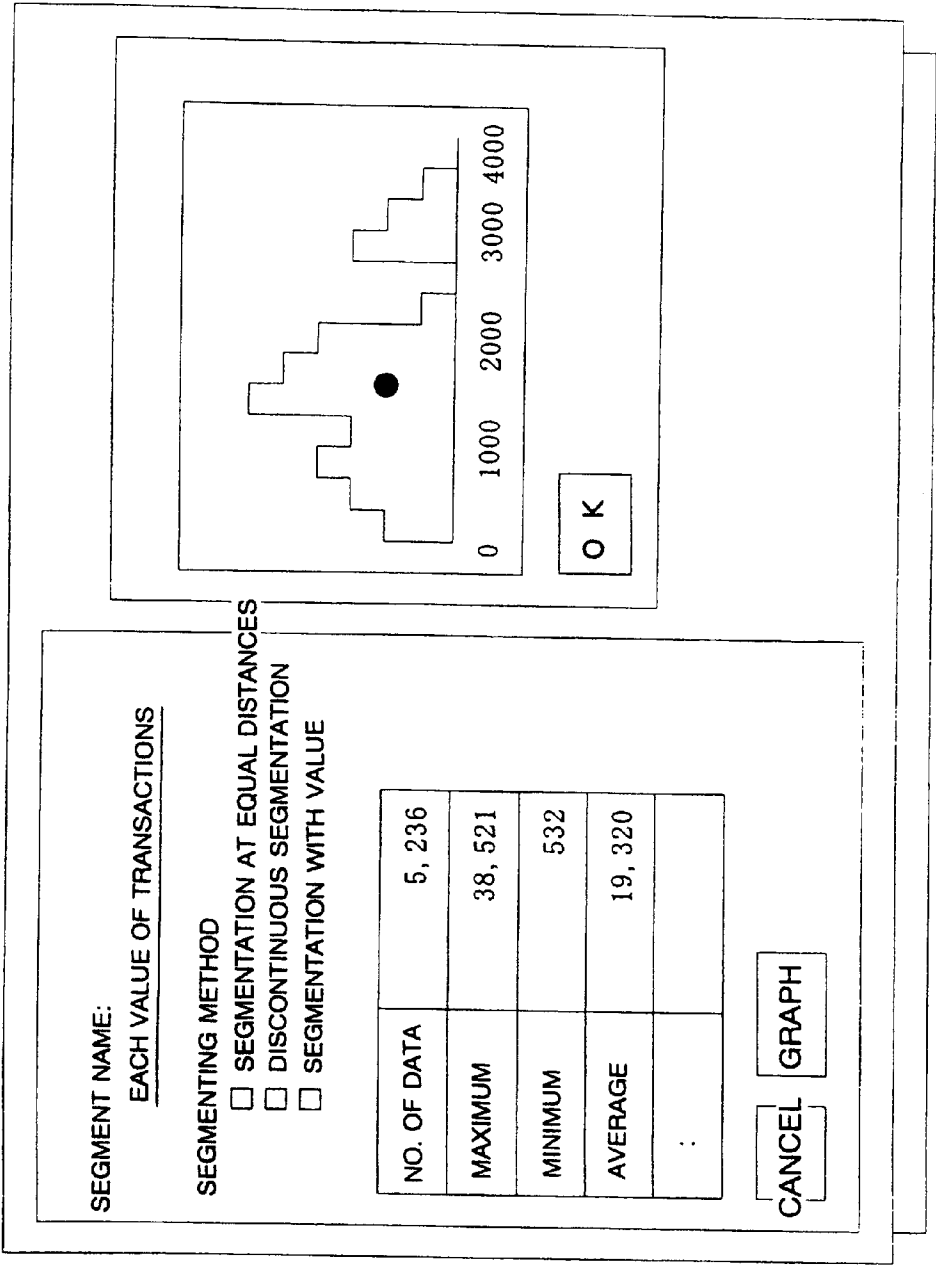 SEGMENT NAME:
EACH VALUE OF TRANSACTIONS
SEGMENTING METHOD
SEGMENTATION AT EQUAL DISTANCES
DISCONTINUOUS SEGMENTATION
SEGMENTATION WITH VALUE
NO. OF DATA 5,236
MAXIMUM 38,521
MINIMUM 532
AVERAGE 19,320
:
CANCEL GRAPH
0 1000 2000 3000 4000
O K